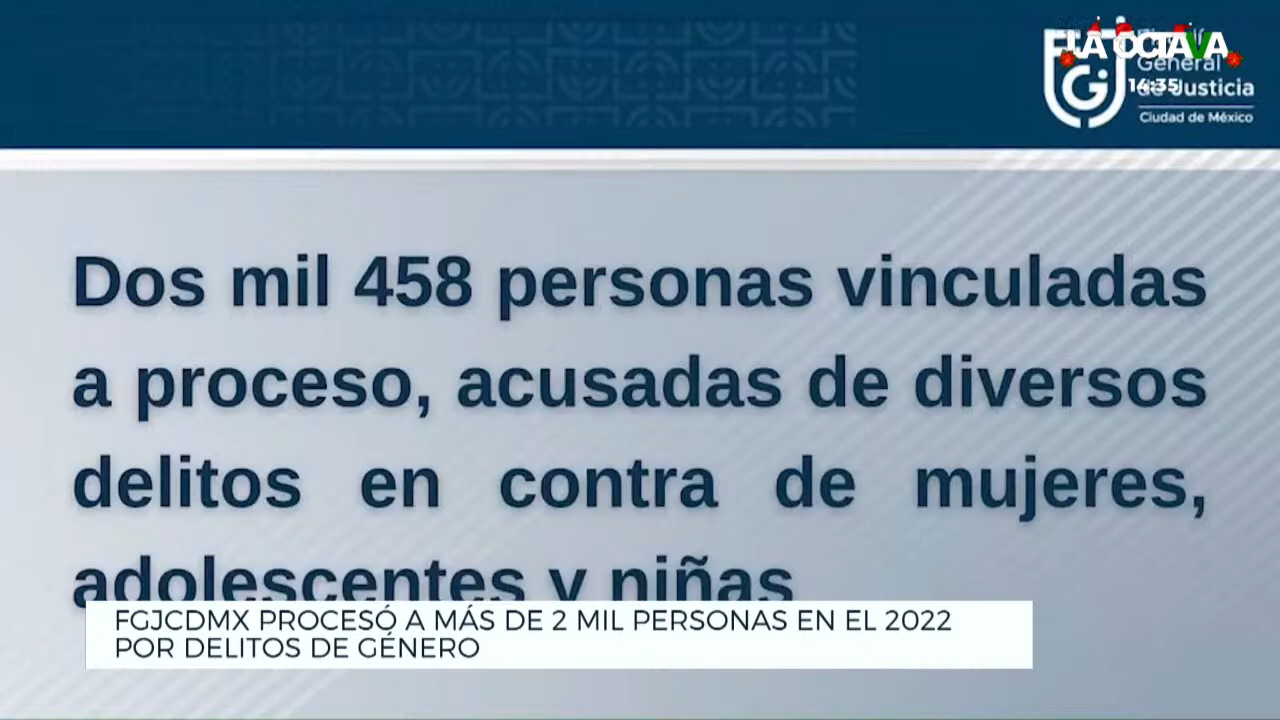 LA OCTAVA
General
14:35
de Justicia
Ciudad de México
Dos mil 458 personas vinculadas
a proceso, acusadas de diversos
delitos en contra de mujeres,
adolescentes y niñas
FGJCDMX PROCESÓ A MÁS DE 2 MIL PERSONAS EN EL 2022
POR DELITOS DE GÉNERO